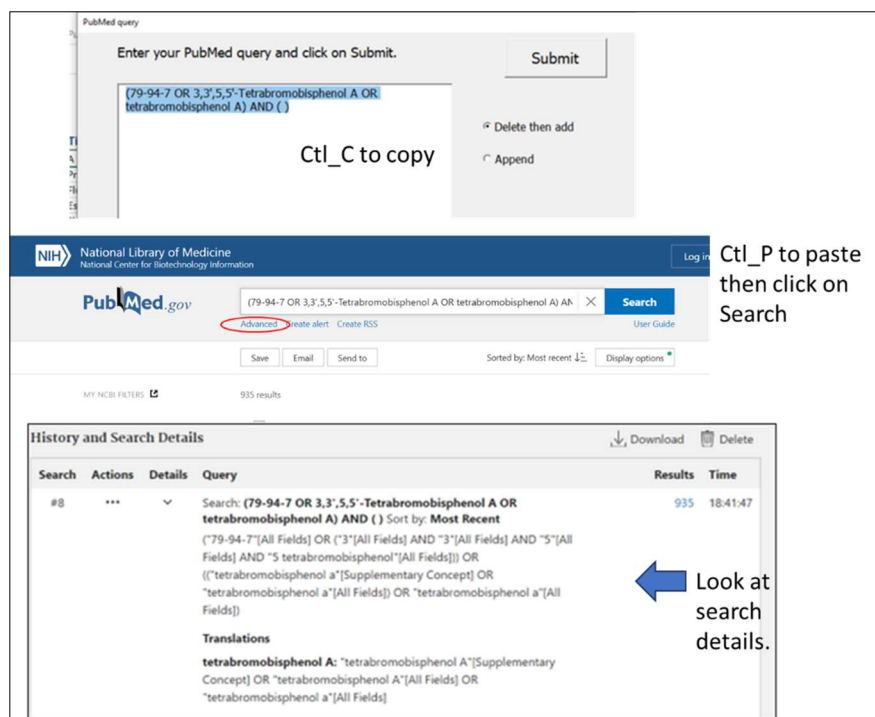 PubMed query
Enter your PubMed query and click on Submit.
Submit
(79-94-7 OR 3,3',5,5'-Tetrabromobisphenol A OR
tetrabromobisphenol A) AND ( )
Delete then add
Append
Ctl_C to copy
NIH National Library of Medicine
National Center for Biotechnology Information
Log in
Ctl_P to paste
then click on
Search
PubMed.gov
(79-94-7 OR 3,3',5,5'-Tetrabromobisphenol A OR tetrabromobisphenol A) AN
Search
Advanced Create alert Create RSS
User Guide
Save Email Send to
Sorted by: Most recent
Display options
MY NCBI FILTERS
935 results
History and Search Details
Download Delete
Search Actions Details Query Results Time
#8 ••• Search: (79-94-7 OR 3,3',5,5'-Tetrabromobisphenol A OR 935 18:41:47
tetrabromobisphenol A) AND ( ) Sort by: Most Recent
("79-94-7"[All Fields] OR ("3"[All Fields] AND "3"[All Fields] AND "5"[All
Fields] AND "5 tetrabromobisphenol"[All Fields])) OR
(("tetrabromobisphenol a"[Supplementary Concept] OR
"tetrabromobisphenol a"[All Fields]) OR "tetrabromobisphenol a"[All
Fields])
Translations
tetrabromobisphenol A: "tetrabromobisphenol A"[Supplementary
Concept] OR "tetrabromobisphenol A"[All Fields] OR
"tetrabromobisphenol a"[All Fields]
Look at
search
details.